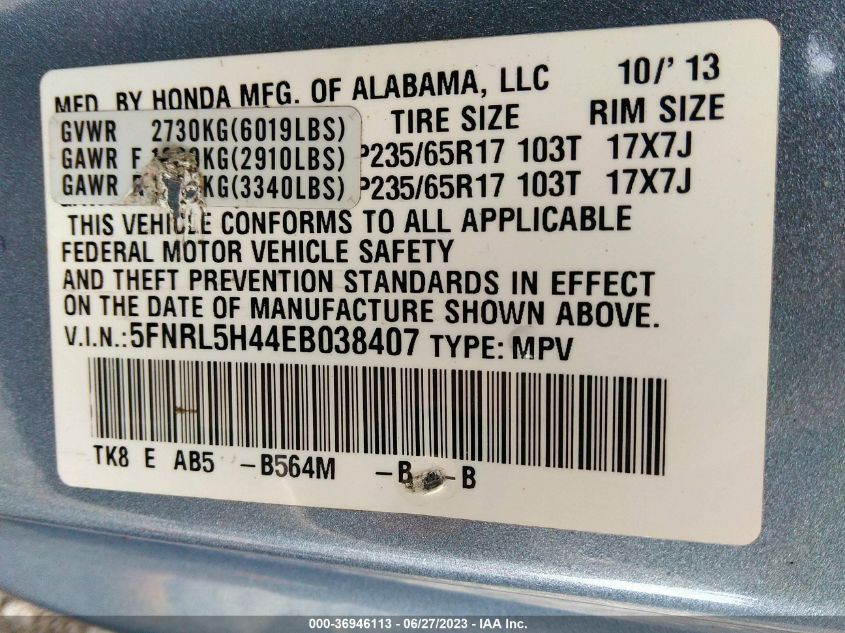 MFD. BY HONDA MFG. OF ALABAMA, LLC 10/'13
GVWR 2730KG(6019LBS) TIRE SIZE RIM SIZE
GAWR F (2910LBS) P235/65R17 103T 17X7J
GAWR R (3340LBS) P235/65R17 103T 17X7J
THIS VEHICLE CONFORMS TO ALL APPLICABLE
FEDERAL MOTOR VEHICLE SAFETY
AND THEFT PREVENTION STANDARDS IN EFFECT
ON THE DATE OF MANUFACTURE SHOWN ABOVE.
V.I.N.:5FNRL5H44EB038407 TYPE: MPV
TK8 E AB5 -B564M -B - B
000-36946113 - 06/27/2023 - IAA Inc.